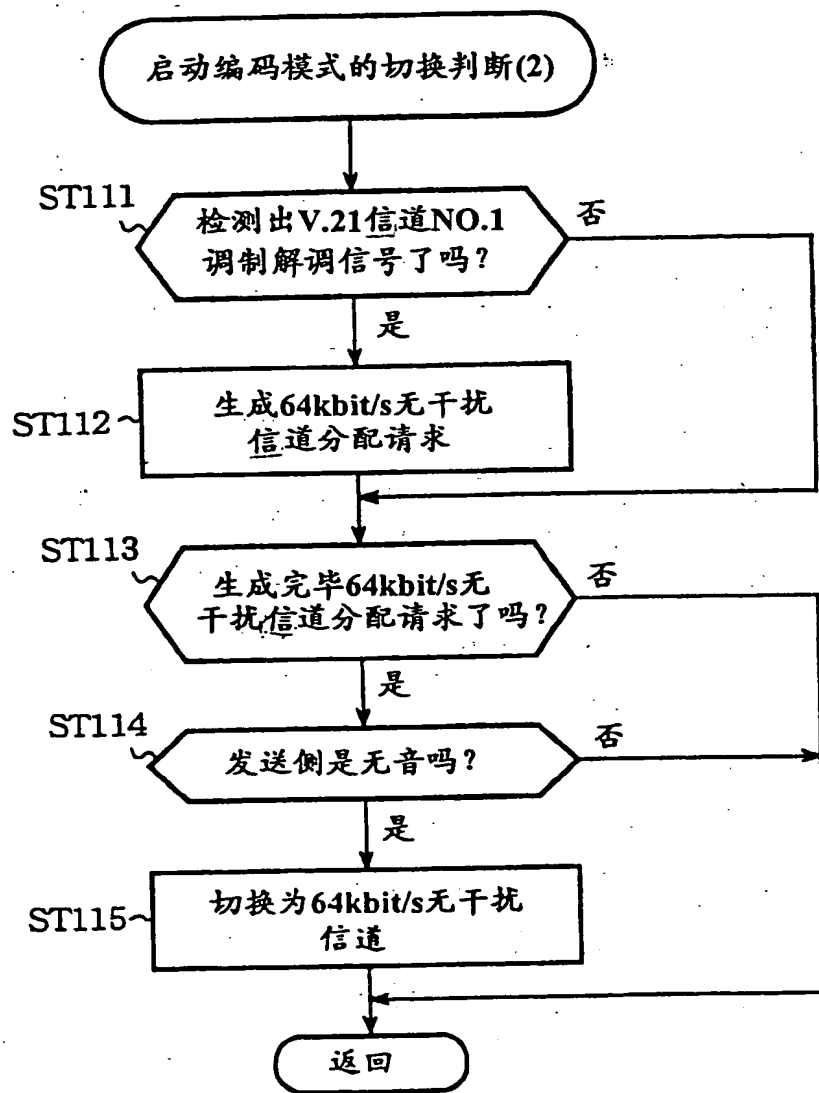 启动编码模式的切换判断(2)
ST111
检测出V.21信道NO.1
调制解调信号了吗?
否
是
ST112
生成64kbit/s无干扰
信道分配请求
ST113
生成完毕64kbit/s无
干扰信道分配请求了吗?
否
是
ST114
发送侧是无音吗?
否
是
ST115
切换为64kbit/s无干扰
信道
返回